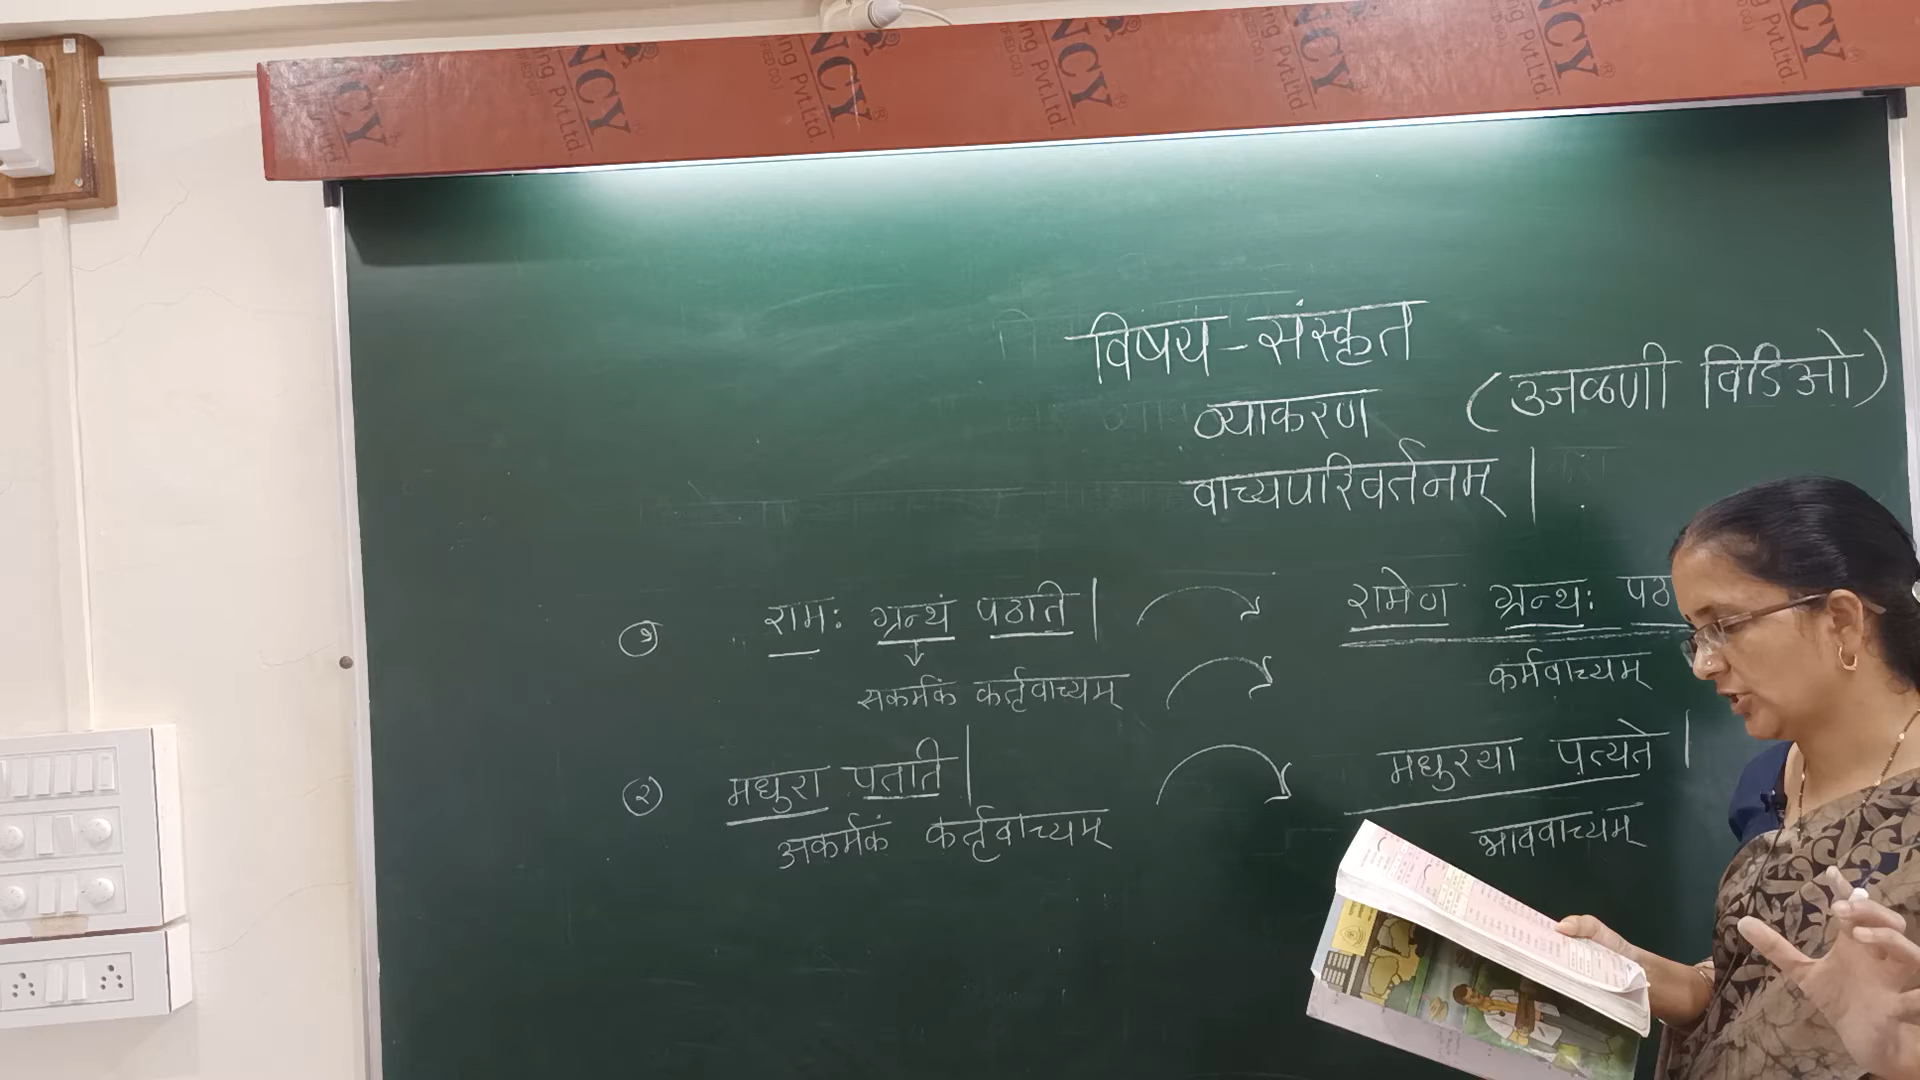 विषय - संस्कृत
व्याकरण (उजळणी विडिओ)
वाच्यपरिवर्तनम् |
१ रामः ग्रन्थं पठति | रामेण ग्रन्थः पठ
सकर्मकं कर्तृवाच्यम् कर्मवाच्यम्
२ मधुरा पतति | मधुरया पत्यते |
अकर्मकं कर्तृवाच्यम् भाववाच्यम्